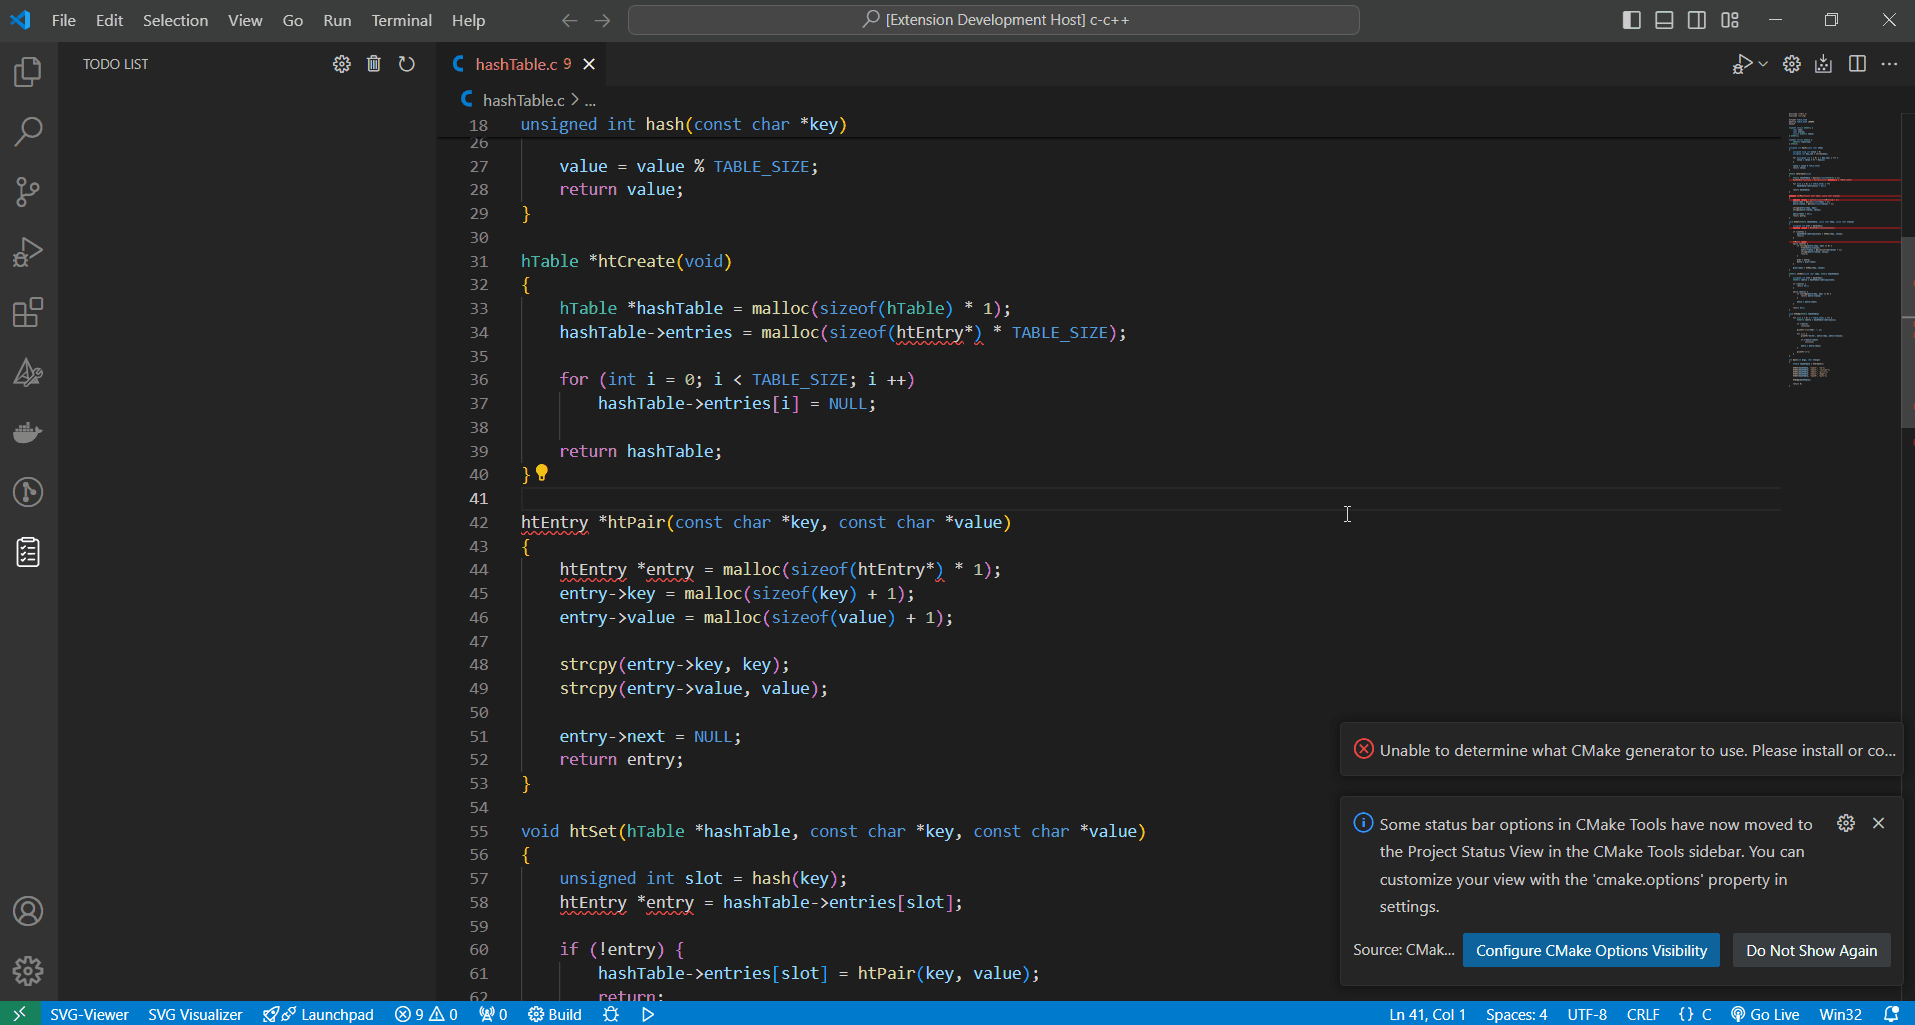 File Edit Selection View Go Run Terminal Help
[Extension Development Host] c-c++
TODO LIST
hashTable.c 9
hashTable.c > ...
18 unsigned int hash(const char *key)
26
27 value = value % TABLE_SIZE;
28 return value;
29 }
30
31 hTable *htCreate(void)
32 {
33 hTable *hashTable = malloc(sizeof(hTable) * 1);
34 hashTable->entries = malloc(sizeof(htEntry*) * TABLE_SIZE);
35
36 for (int i = 0; i < TABLE_SIZE; i ++)
37 hashTable->entries[i] = NULL;
38
39 return hashTable;
40 }
41
42 htEntry *htPair(const char *key, const char *value)
43 {
44 htEntry *entry = malloc(sizeof(htEntry*) * 1);
45 entry->key = malloc(sizeof(key) + 1);
46 entry->value = malloc(sizeof(value) + 1);
47
48 strcpy(entry->key, key);
49 strcpy(entry->value, value);
50
51 entry->next = NULL;
52 return entry;
53 }
54
55 void htSet(hTable *hashTable, const char *key, const char *value)
56 {
57 unsigned int slot = hash(key);
58 htEntry *entry = hashTable->entries[slot];
59
60 if (!entry) {
61 hashTable->entries[slot] = htPair(key, value);
62 return;
Unable to determine what CMake generator to use. Please install or co...
Some status bar options in CMake Tools have now moved to
the Project Status View in the CMake Tools sidebar. You can
customize your view with the 'cmake.options' property in
settings.
Source: CMak... Configure CMake Options Visibility Do Not Show Again
SVG-Viewer SVG Visualizer Launchpad 9 0 0 Build Ln 41, Col 1 Spaces: 4 UTF-8 CRLF {} C Go Live Win32